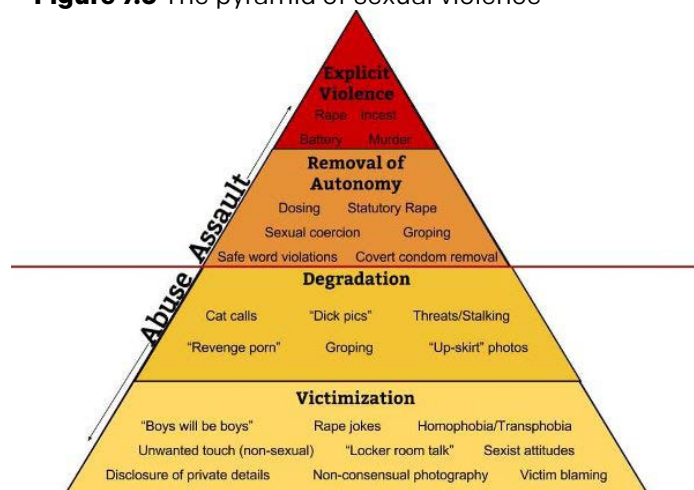 Figure 7.6 The pyramid of sexual violence
Explicit
Violence
Rape Incest
Battery Murder
Removal of
Autonomy
Dosing Statutory Rape
Sexual coercion Groping
Safe word violations Covert condom removal
Abuse Assault
Degradation
Cat calls "Dick pics" Threats/Stalking
"Revenge porn" Groping "Up-skirt" photos
Victimization
"Boys will be boys" Rape jokes Homophobia/Transphobia
Unwanted touch (non-sexual) "Locker room talk" Sexist attitudes
Disclosure of private details Non-consensual photography Victim blaming